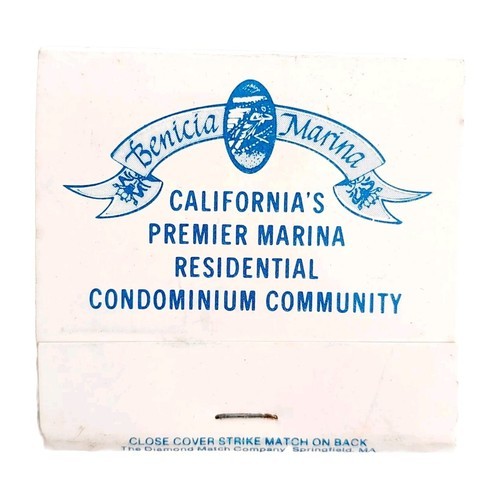 Benicia Marina
CALIFORNIA'S
PREMIER MARINA
RESIDENTIAL
CONDOMINIUM COMMUNITY
CLOSE COVER STRIKE MATCH ON BACK
The Diamond Match Company, Springfield, MA